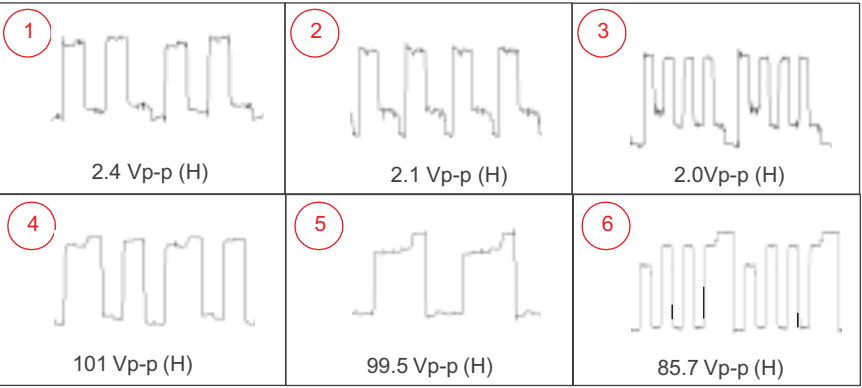 1
2
3
2.4 Vp-p (H)
2.1 Vp-p (H)
2.0Vp-p (H)
4
5
6
101 Vp-p (H)
99.5 Vp-p (H)
85.7 Vp-p (H)